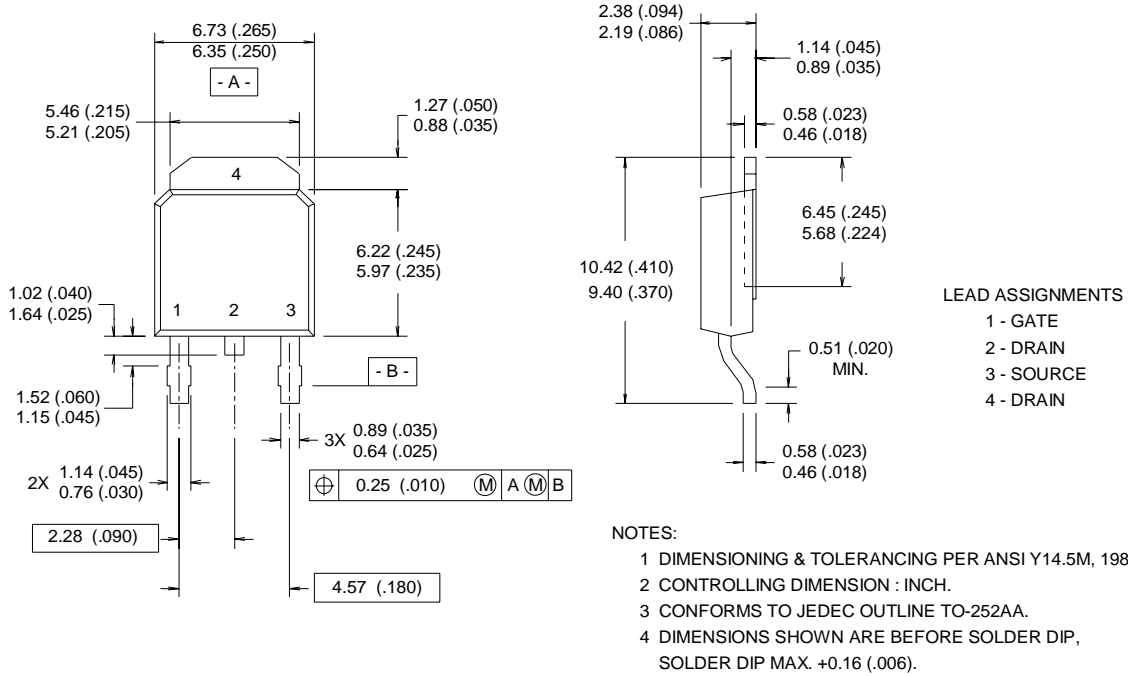 6.73 (.265)
6.35 (.250)
- A -
5.46 (.215)
5.21 (.205)
1.27 (.050)
0.88 (.035)
4
6.22 (.245)
5.97 (.235)
1.02 (.040)
1.64 (.025)
1 2 3
- B -
1.52 (.060)
1.15 (.045)
3X 0.89 (.035)
0.64 (.025)
2X 1.14 (.045)
0.76 (.030)
0.25 (.010) Ⓜ A Ⓜ B
2.28 (.090)
4.57 (.180)
2.38 (.094)
2.19 (.086)
1.14 (.045)
0.89 (.035)
0.58 (.023)
0.46 (.018)
6.45 (.245)
5.68 (.224)
10.42 (.410)
9.40 (.370)
0.51 (.020)
MIN.
0.58 (.023)
0.46 (.018)
LEAD ASSIGNMENTS
1 - GATE
2 - DRAIN
3 - SOURCE
4 - DRAIN
NOTES:
1 DIMENSIONING & TOLERANCING PER ANSI Y14.5M, 198
2 CONTROLLING DIMENSION : INCH.
3 CONFORMS TO JEDEC OUTLINE TO-252AA.
4 DIMENSIONS SHOWN ARE BEFORE SOLDER DIP,
SOLDER DIP MAX. +0.16 (.006).